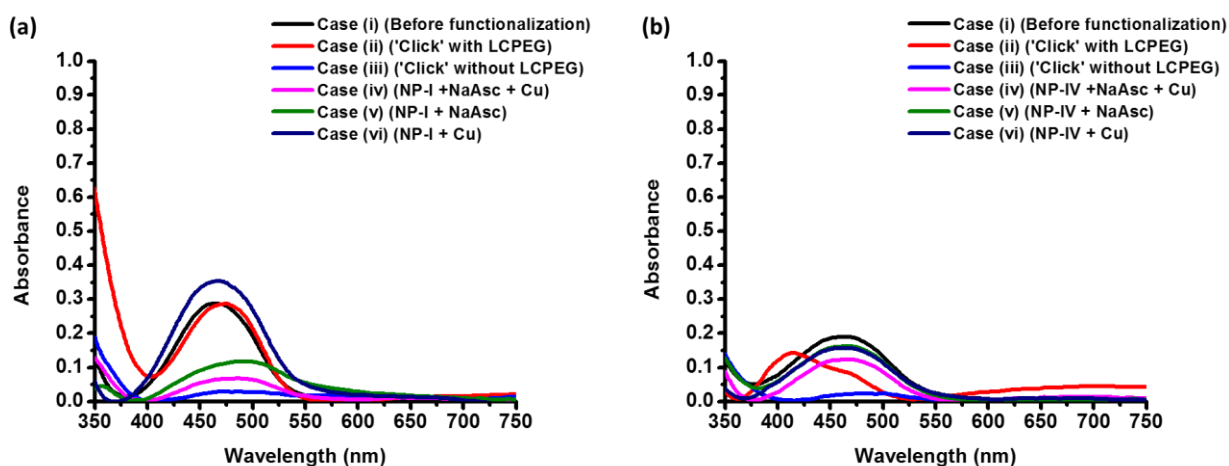 (a)
Case (i) (Before functionalization)
Case (ii) ('Click' with LCPEG)
Case (iii) ('Click' without LCPEG)
Case (iv) (NP-I +NaAsc + Cu)
Case (v) (NP-I + NaAsc)
Case (vi) (NP-I + Cu)
1.0
0.9
0.8
0.7
0.6
0.5
0.4
0.3
0.2
0.1
0.0
Absorbance
350 400 450 500 550 600 650 700 750
Wavelength (nm)
(b)
Case (i) (Before functionalization)
Case (ii) ('Click' with LCPEG)
Case (iii) ('Click' without LCPEG)
Case (iv) (NP-IV +NaAsc + Cu)
Case (v) (NP-IV + NaAsc)
Case (vi) (NP-IV + Cu)
1.0
0.9
0.8
0.7
0.6
0.5
0.4
0.3
0.2
0.1
0.0
Absorbance
350 400 450 500 550 600 650 700 750
Wavelength (nm)